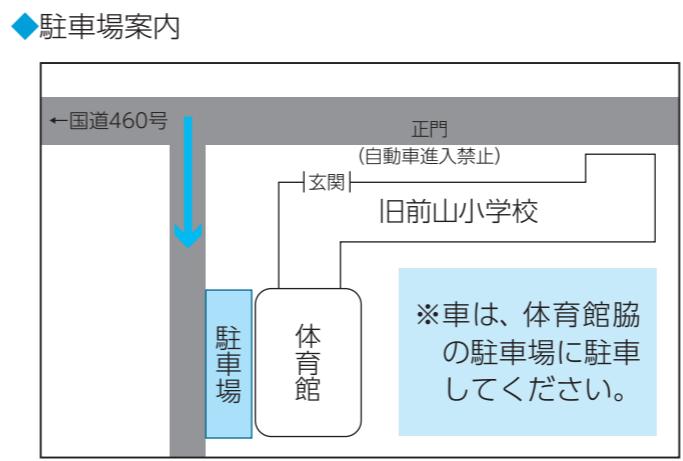 ◆駐車場案内
←国道460号
正門
(自動車進入禁止)
玄関
旧前山小学校
駐車場
体育館
※車は、体育館脇
の駐車場に駐車
してください。